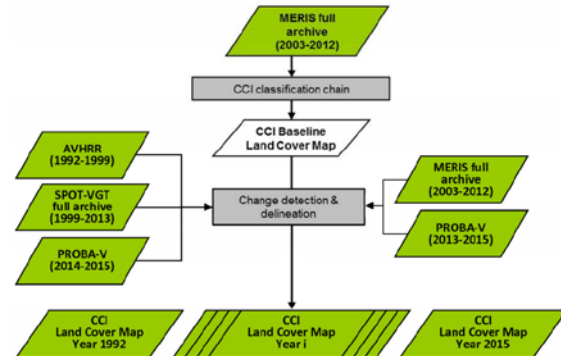 MERIS full
archive
(2003-2012)
CCI classification chain
CCI Baseline
Land Cover Map
AVHRR
(1992-1999)
SPOT-VGT
full archive
(1999-2013)
PROBA-V
(2014-2015)
Change detection &
delineation
MERIS full
archive
(2003-2012)
PROBA-V
(2013-2015)
CCI
Land Cover Map
Year 1992
CCI
Land Cover Map
Year i
CCI
Land Cover Map
Year 2015